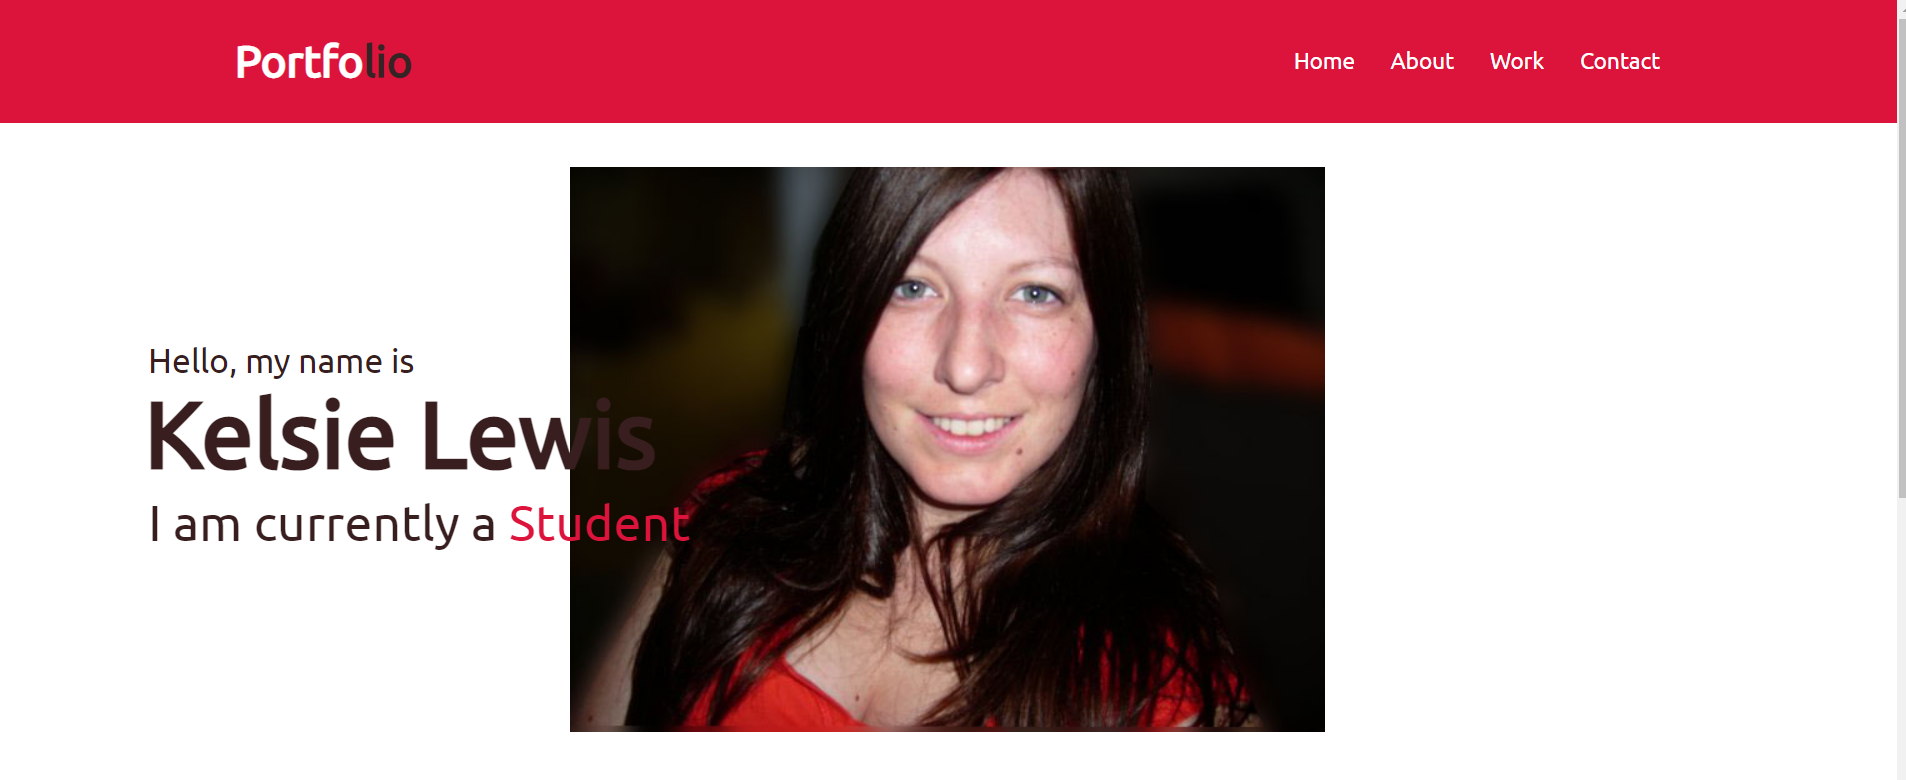 Portfolio
Home About Work Contact
Hello, my name is
Kelsie Lewis
I am currently a Student